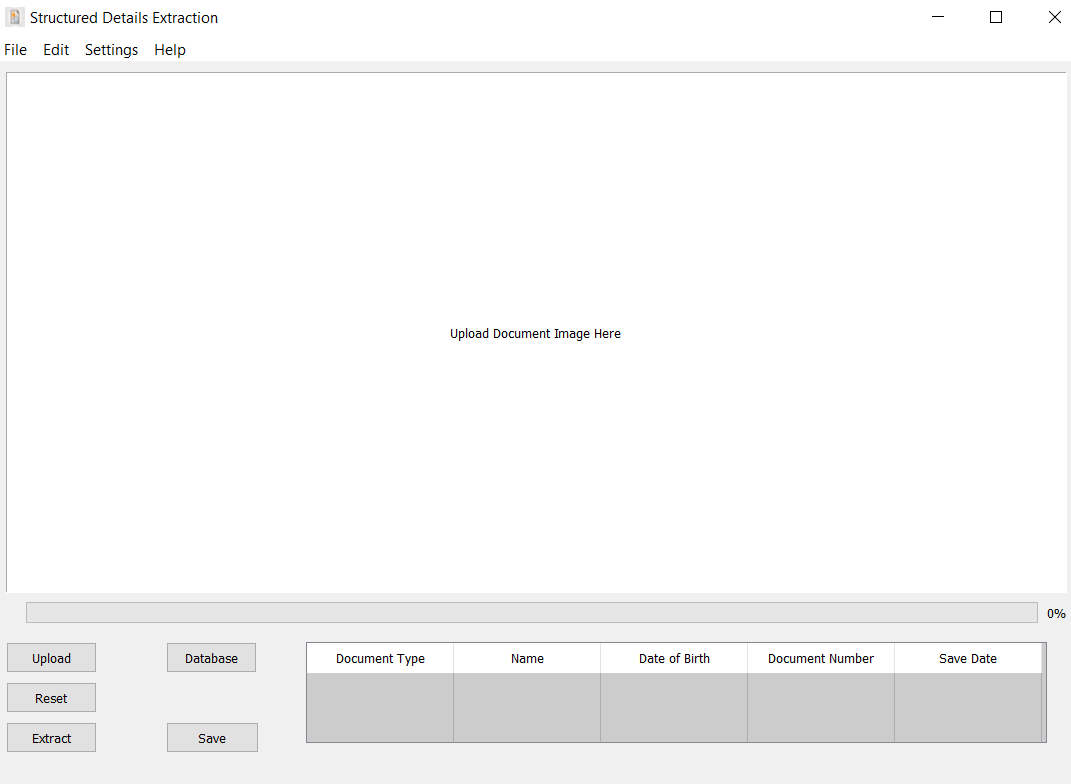 Structured Details Extraction
File Edit Settings Help
Upload Document Image Here
0%
Upload Database
Document Type Name Date of Birth Document Number Save Date
Reset
Extract Save